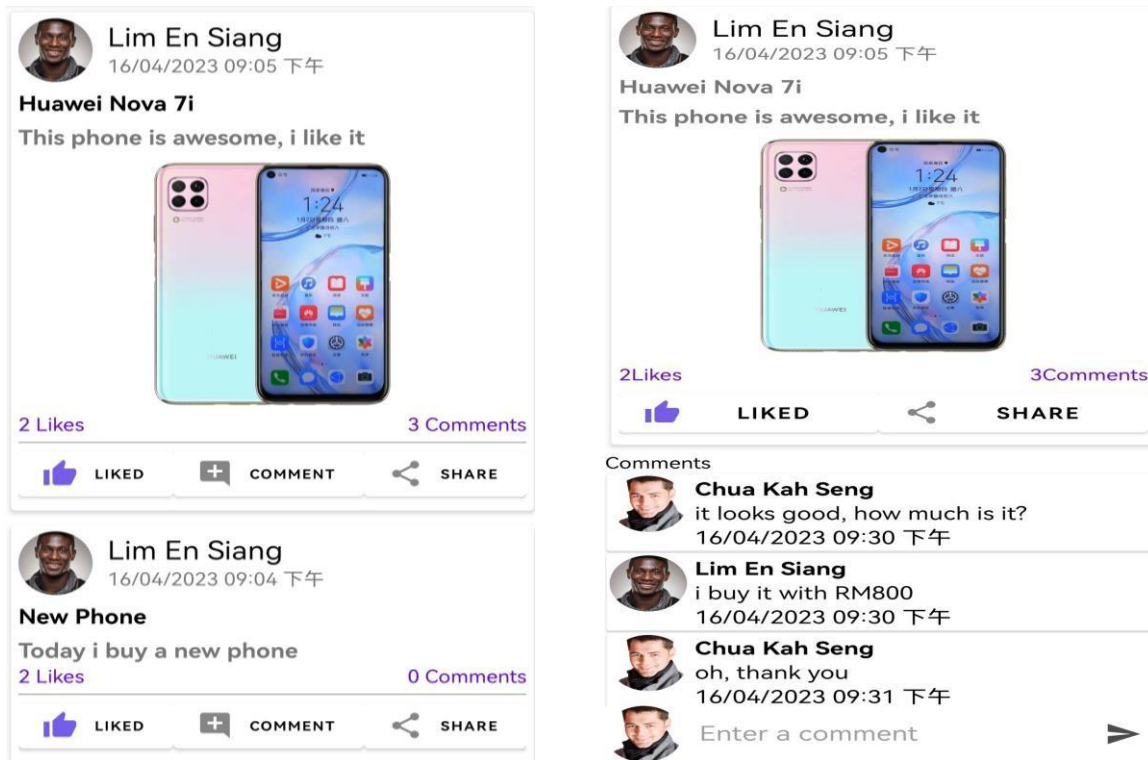 Lim En Siang
16/04/2023 09:05 下午
Huawei Nova 7i
This phone is awesome, i like it
1:24
HUAWEI
2 Likes
3 Comments
LIKED
COMMENT
SHARE
Lim En Siang
16/04/2023 09:04 下午
New Phone
Today i buy a new phone
2 Likes
0 Comments
LIKED
COMMENT
SHARE
Lim En Siang
16/04/2023 09:05 下午
Huawei Nova 7i
This phone is awesome, i like it
1:24
HUAWEI
2Likes
3Comments
LIKED
SHARE
Comments
Chua Kah Seng
it looks good, how much is it?
16/04/2023 09:30 下午
Lim En Siang
i buy it with RM800
16/04/2023 09:30 下午
Chua Kah Seng
oh, thank you
16/04/2023 09:31 下午
Enter a comment